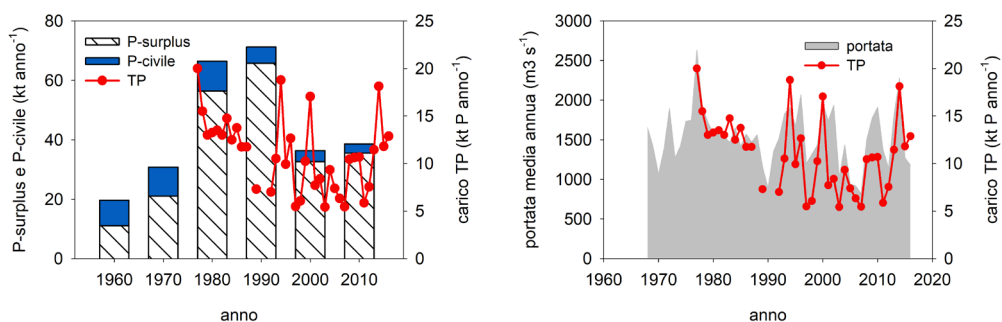 P-surplus e P-civile (kt anno-1)
80
60
40
20
0
P-surplus
P-civile
TP
25
20
15
10
5
0
carico TP (kt P anno-1)
1960 1970 1980 1990 2000 2010
anno
portata media annua (m3 s-1)
3000
2500
2000
1500
1000
500
0
portata
TP
25
20
15
10
5
0
carico TP (kt P anno-1)
1960 1970 1980 1990 2000 2010 2020
anno